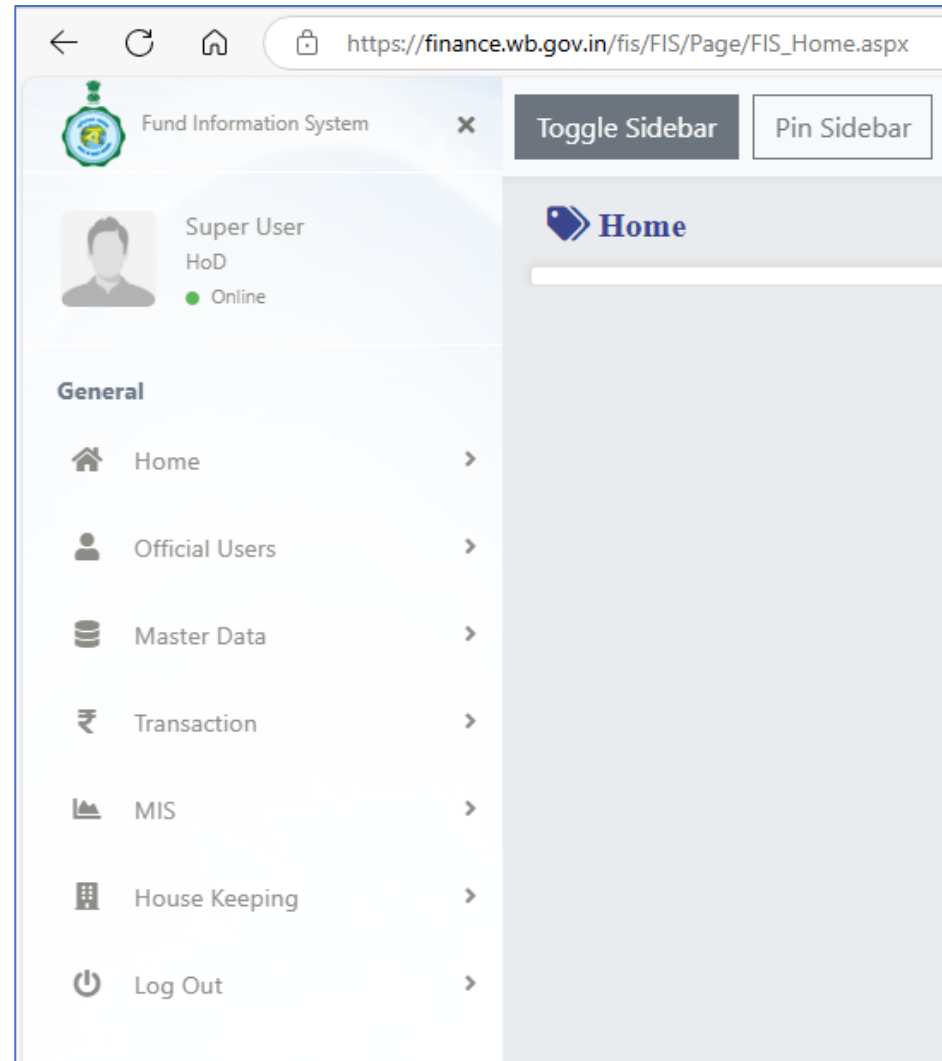 https://finance.wb.gov.in/fis/FIS/Page/FIS_Home.aspx
Fund Information System
Toggle Sidebar
Pin Sidebar
Super User
HoD
Online
Home
General
Home
Official Users
Master Data
Transaction
MIS
House Keeping
Log Out